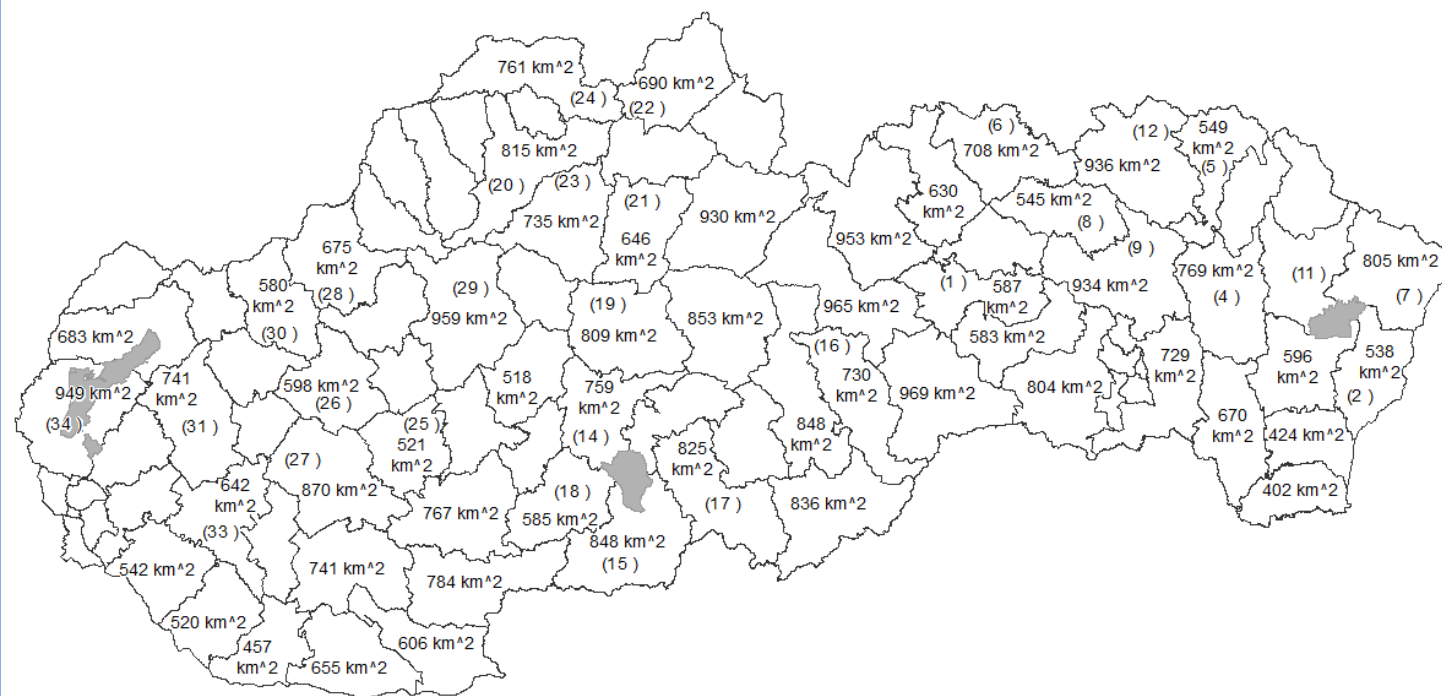 761 km^2
(24 )
690 km^2
(22 )
815 km^2
(20 )
(23 )
735 km^2
(21 )
646
km^2
930 km^2
(6 )
708 km^2
(12 )
936 km^2
549
km^2
(5 )
630
km^2
545 km^2
(8 )
953 km^2
(9 )
934 km^2
769 km^2
(4 )
(11 )
805 km^2
(7 )
675
km^2
(28 )
580
km^2
(30 )
(29 )
959 km^2
(19 )
809 km^2
853 km^2
965 km^2
(1 )
587
km^2
583 km^2
683 km^2
949 km^2
(34 )
741
km^2
(31 )
598 km^2
(26 )
518
km^2
759
km^2
(14 )
(16 )
730
km^2
969 km^2
804 km^2
729
km^2
596
km^2
538
km^2
(2 )
(25 )
521
km^2
848
km^2
825
km^2
(17 )
670
km^2
424 km^2
402 km^2
(27 )
870 km^2
642
km^2
(33 )
767 km^2
(18 )
585 km^2
836 km^2
848 km^2
(15 )
542 km^2
741 km^2
784 km^2
520 km^2
457
km^2
655 km^2
606 km^2